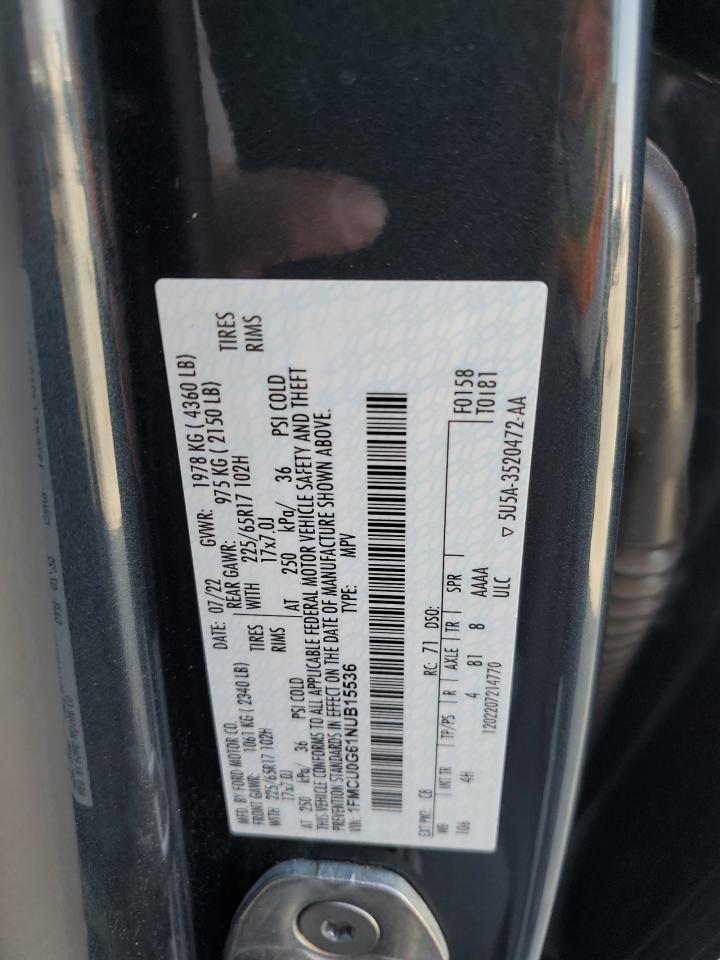 MFD. BY FORD MOTOR CO.
DATE: 07/22 GVWR: 1978 KG ( 4360 LB)
FRONT GAWR: 1061 KG ( 2340 LB) REAR GAWR: 975 KG ( 2150 LB)
WITH 225/65R17 102H TIRES WITH 225/65R17 102H TIRES
17x7.0J RIMS 17x7.0J RIMS
AT 250 kPa/ 36 PSI COLD AT 250 kPa/ 36 PSI COLD
THIS VEHICLE CONFORMS TO ALL APPLICABLE FEDERAL MOTOR VEHICLE SAFETY AND THEFT
PREVENTION STANDARDS IN EFFECT ON THE DATE OF MANUFACTURE SHOWN ABOVE.
VIN: 1FMCU0G61NUB15536 TYPE: MPV
EXT PNT: CB RC: 71 DSO: F0158
WB INT TR TP/PS R AXLE TR SPR T0181
106 4H 4 81 8 AAAA
1202207214770 ULC
▽ 5U5A-3520472-AA